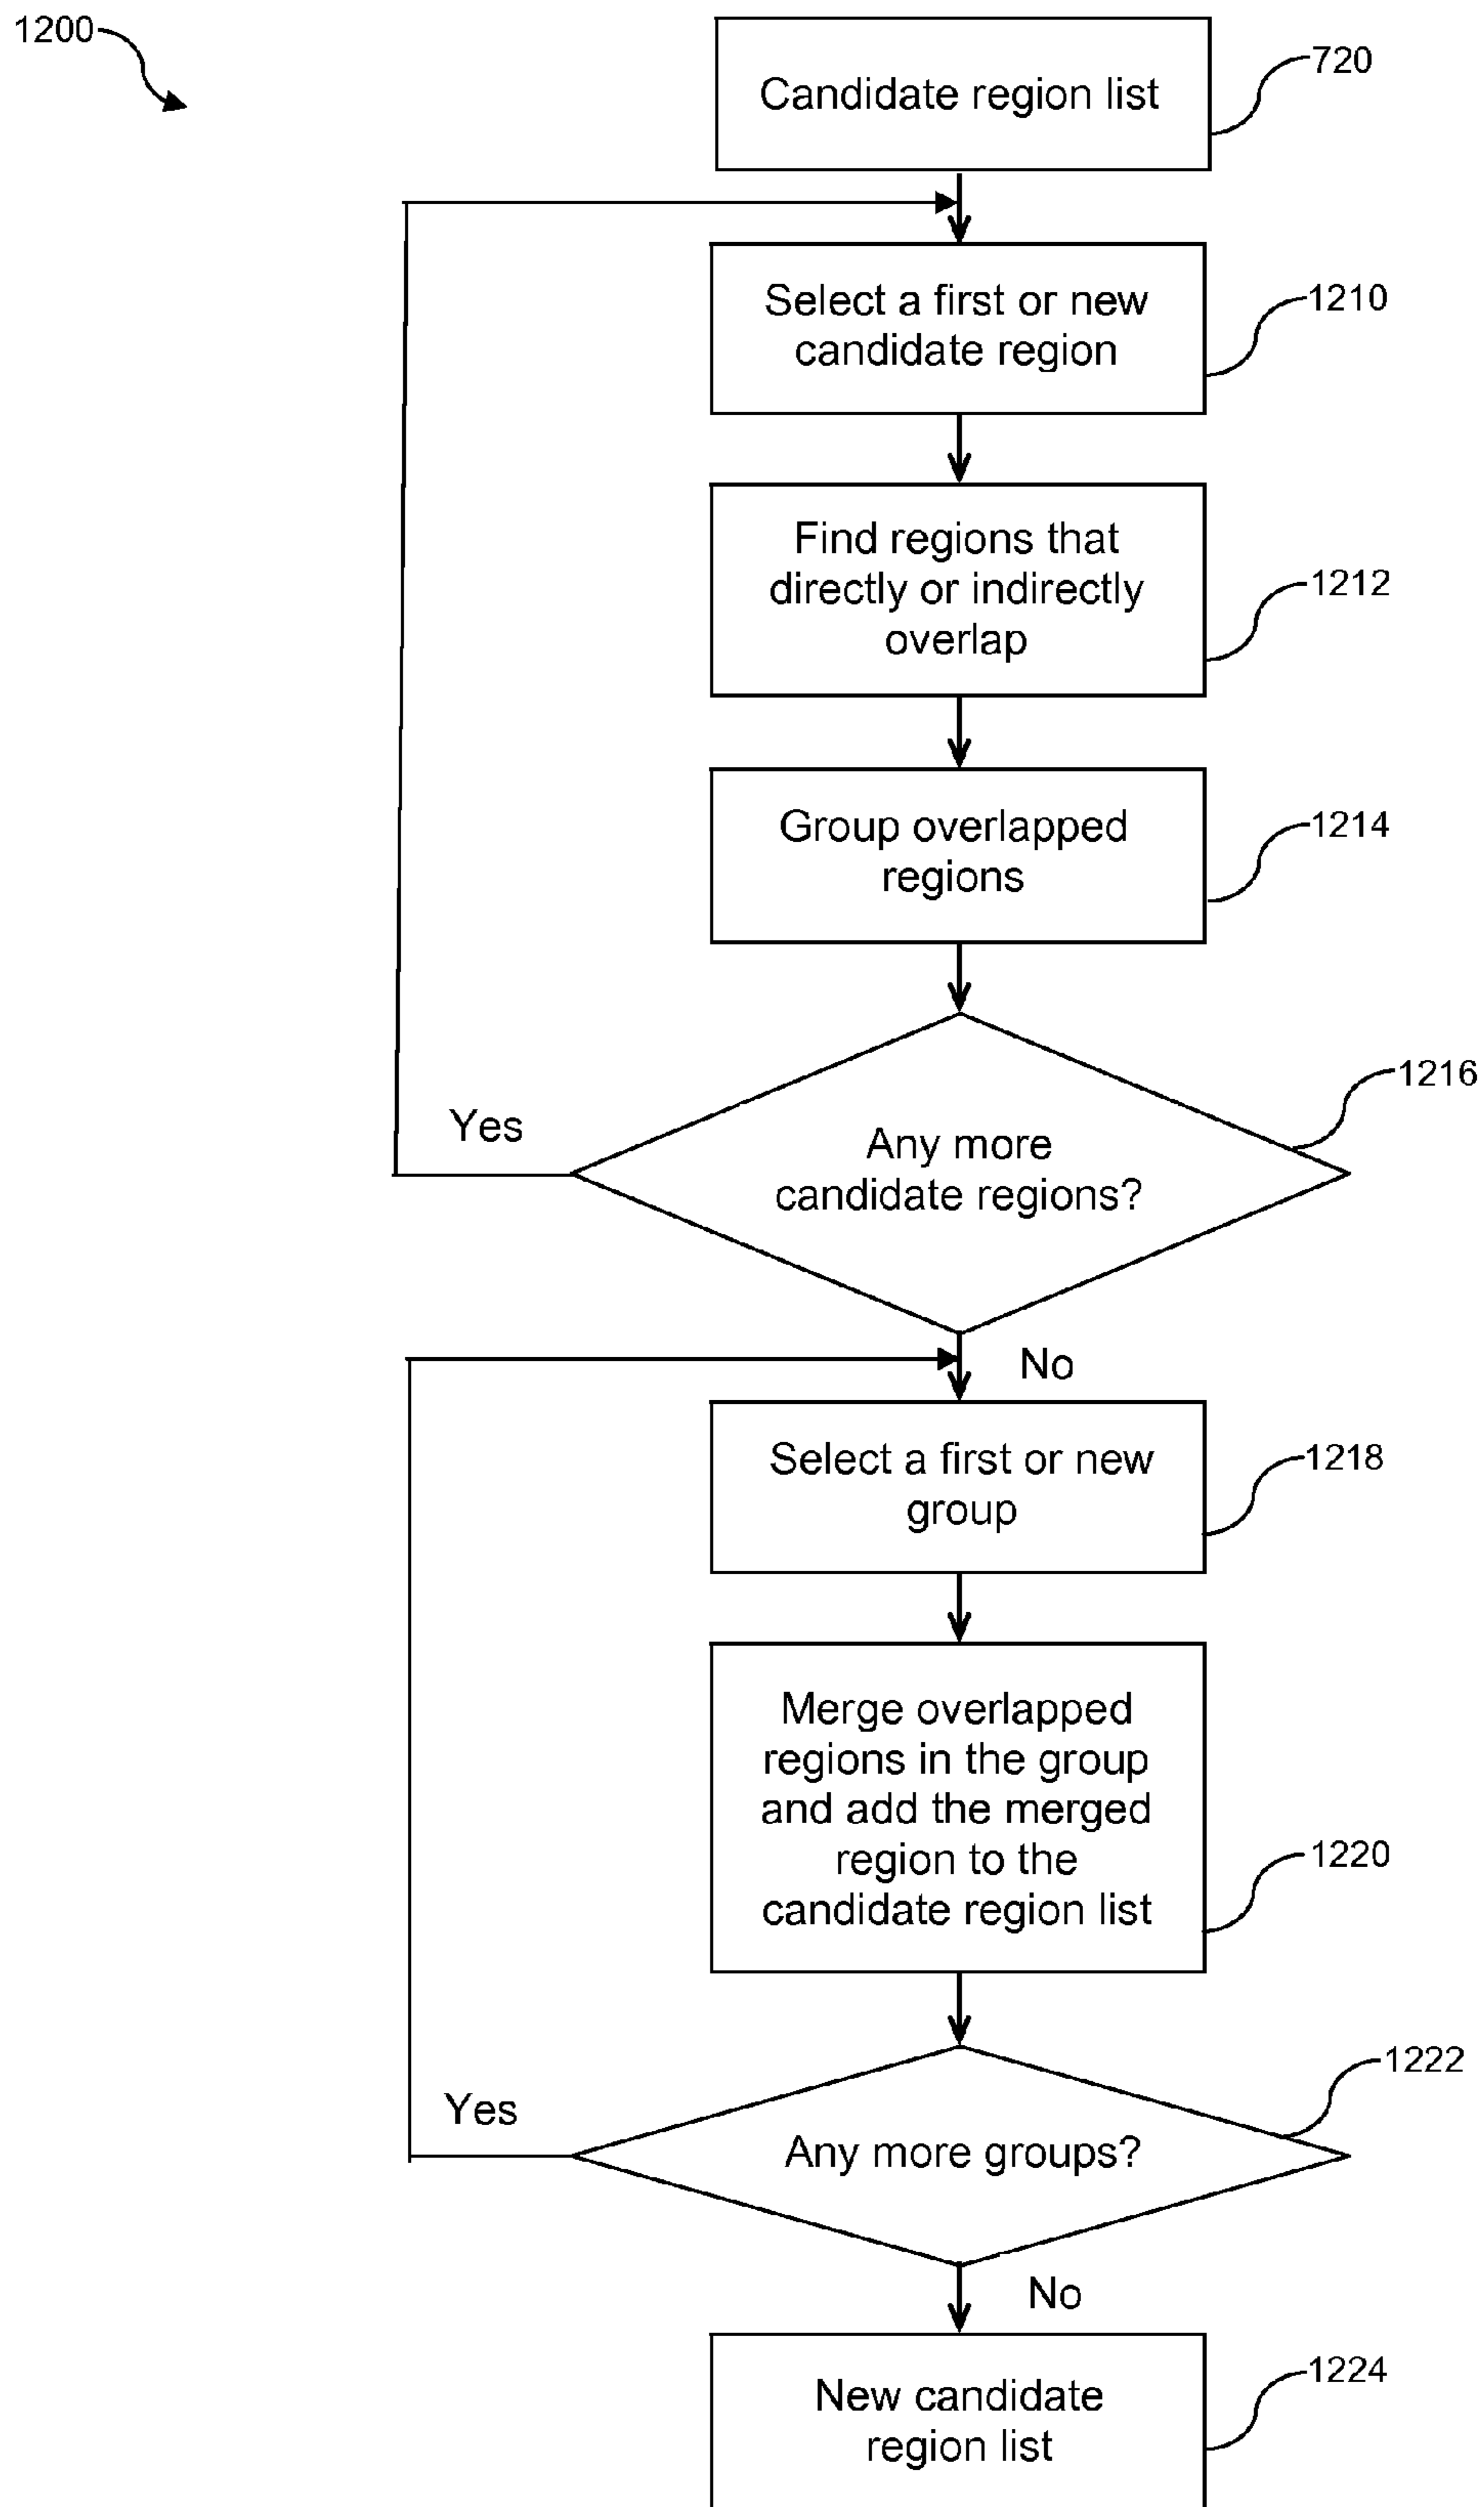 1200
Candidate region list
720
Select a first or new
candidate region
1210
Find regions that
directly or indirectly
overlap
1212
Group overlapped
regions
1214
Any more
candidate regions?
1216
Yes
No
Select a first or new
group
1218
Merge overlapped
regions in the group
and add the merged
region to the
candidate region list
1220
Any more groups?
1222
Yes
No
New candidate
region list
1224